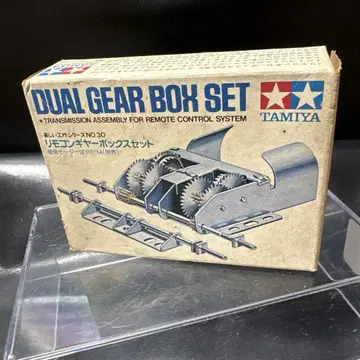 DUAL GEAR BOX SET
TAMIYA
•TRANSMISSION ASSEMBLY FOR REMOTE CONTROL SYSTEM
楽しい工作シリーズNO.30
リモコンギヤーボックスセット